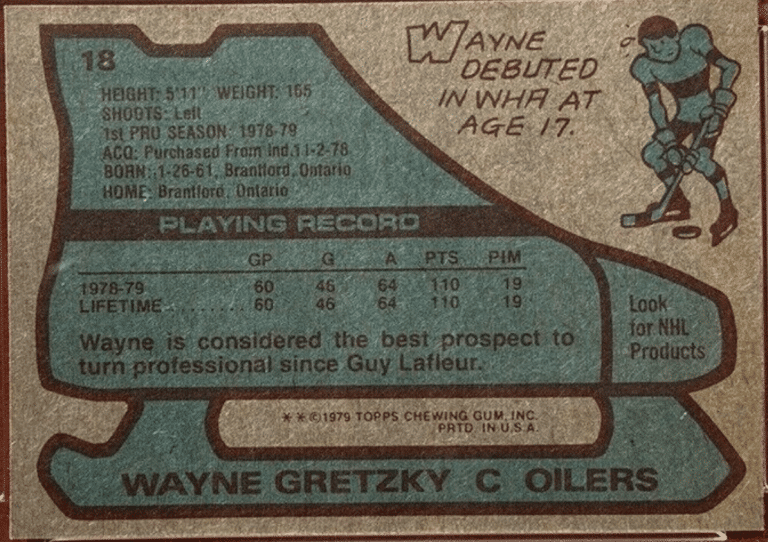 18
HEIGHT: 5'11" WEIGHT: 165
SHOOTS: Left
1st PRO SEASON: 1978-79
ACQ: Purchased From Ind. 11-2-78
BORN: 1-26-61, Brantford, Ontario
HOME: Brantford, Ontario
WAYNE
DEBUTED
IN WHA AT
AGE 17.
PLAYING RECORD
GP G A PTS PIM
1978-79 60 46 64 110 19
LIFETIME......... 60 46 64 110 19
Wayne is considered the best prospect to
turn professional since Guy Lafleur.
Look
for NHL
Products
* * ©1979 TOPPS CHEWING GUM, INC.
PRTD. IN U.S.A.
WAYNE GRETZKY C OILERS